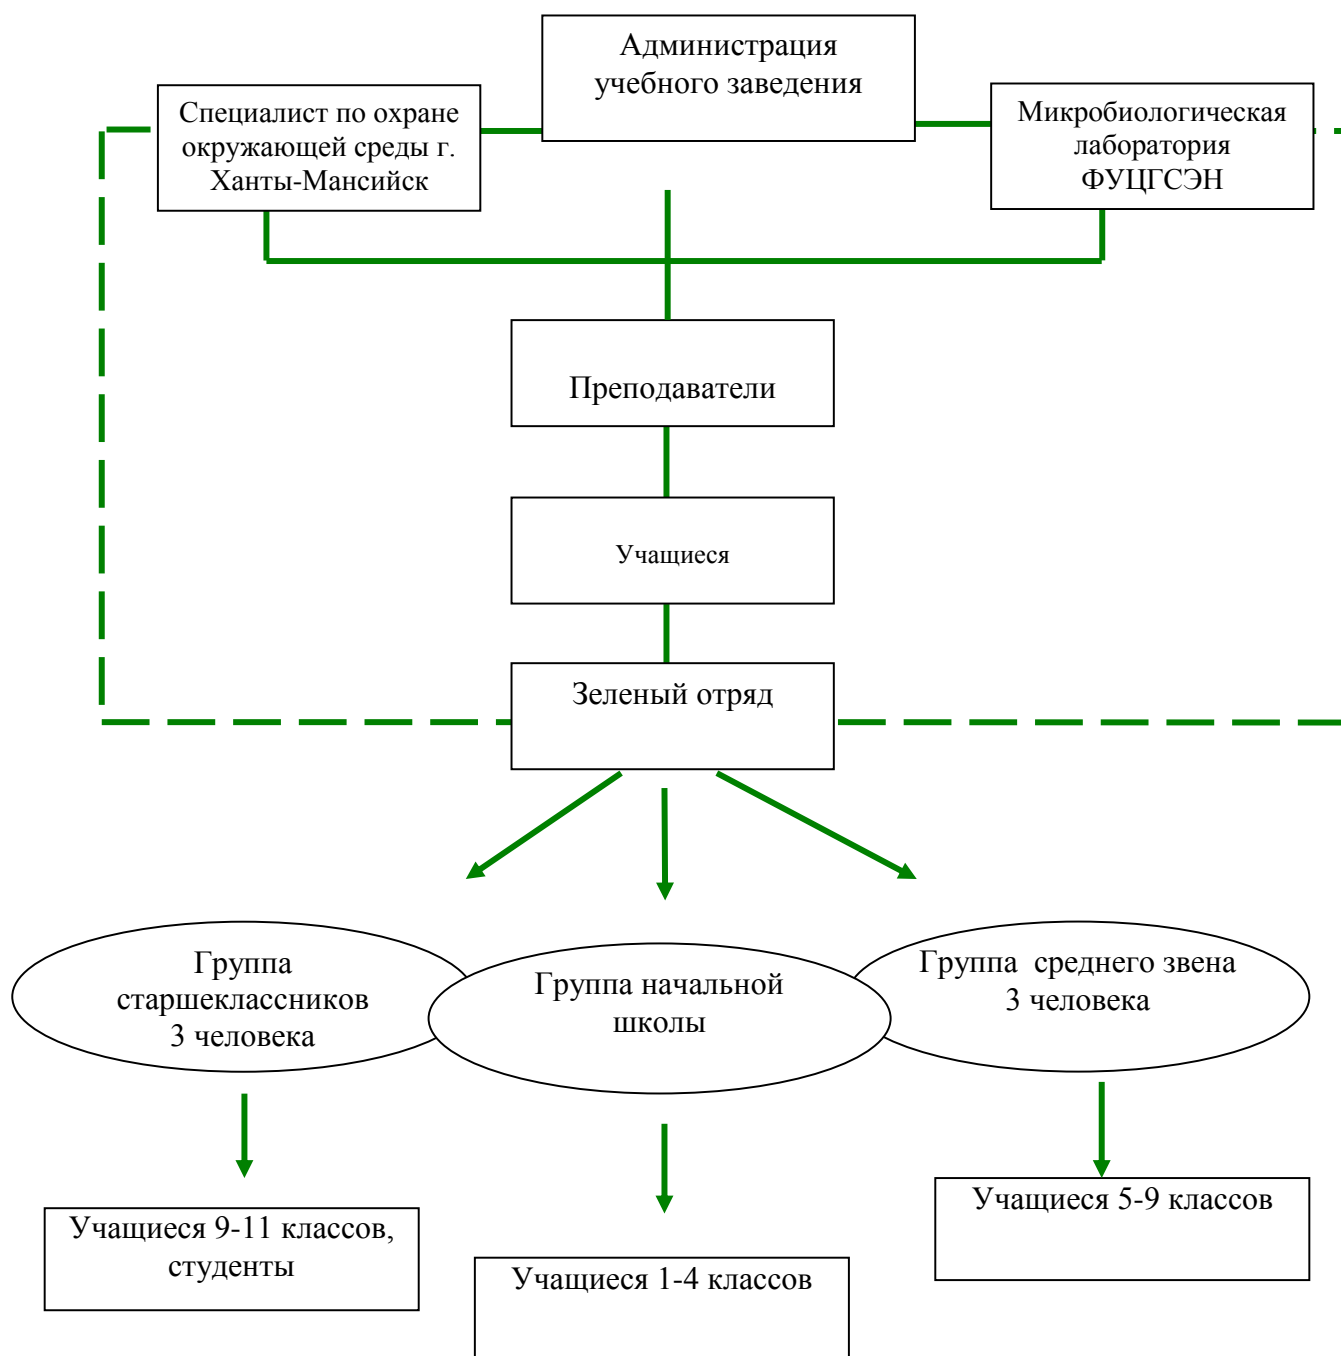 Администрация
учебного заведения
Специалист по охране
окружающей среды г.
Ханты-Мансийск
Микробиологическая
лаборатория
ФУЦГСЭН
Преподаватели
Учащиеся
Зеленый отряд
Группа
старшеклассников
3 человека
Группа начальной
школы
Группа среднего звена
3 человека
Учащиеся 9-11 классов,
студенты
Учащиеся 1-4 классов
Учащиеся 5-9 классов